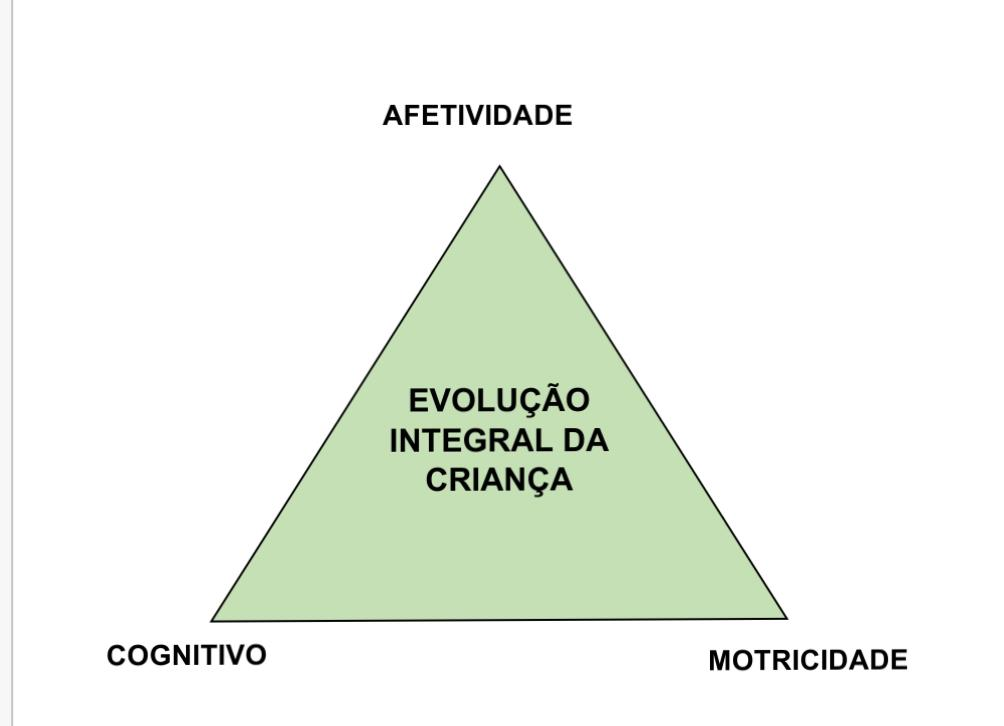 AFETIVIDADE
EVOLUÇÃO
INTEGRAL DA
CRIANÇA
COGNITIVO
MOTRICIDADE